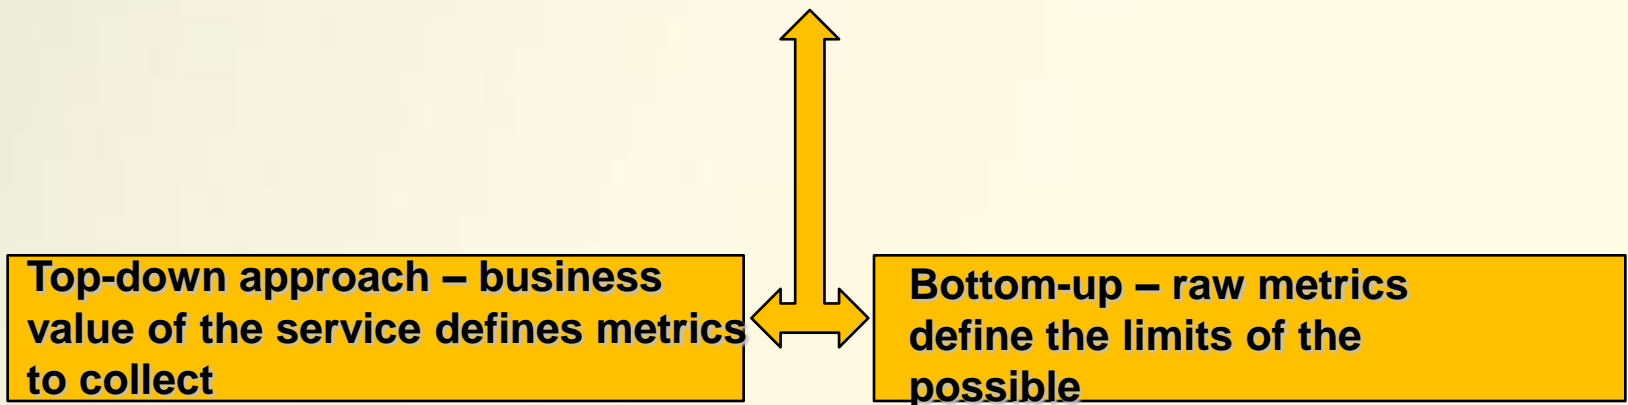 Top-down approach – business
value of the service defines metrics
to collect
Bottom-up – raw metrics
define the limits of the
possible